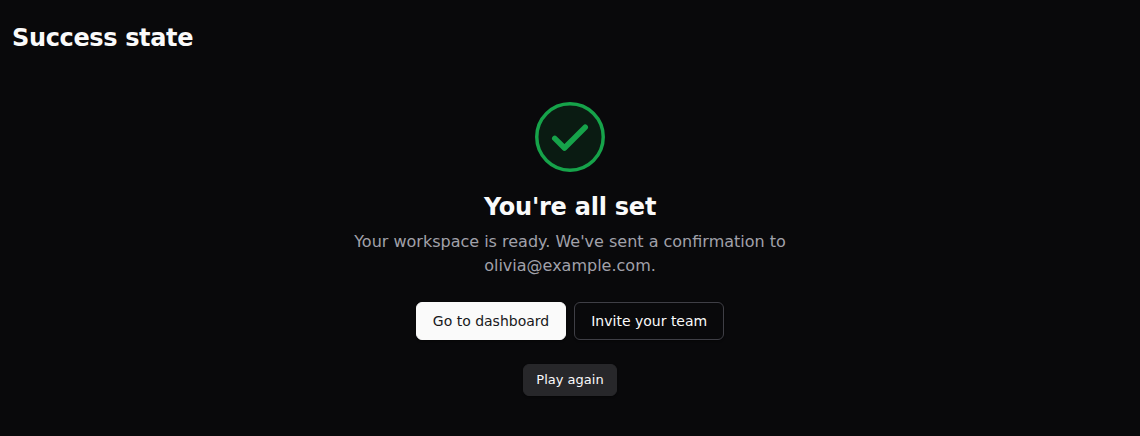 Success state
You're all set
Your workspace is ready. We've sent a confirmation to
olivia@example.com.
Go to dashboard
Invite your team
Play again